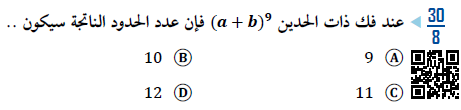 30/8 ◀ عند فك ذات الحدين (a + b)⁹ فإن عدد الحدود الناتجة سيكون ..
Ⓐ 9 Ⓑ 10
Ⓒ 11 Ⓓ 12